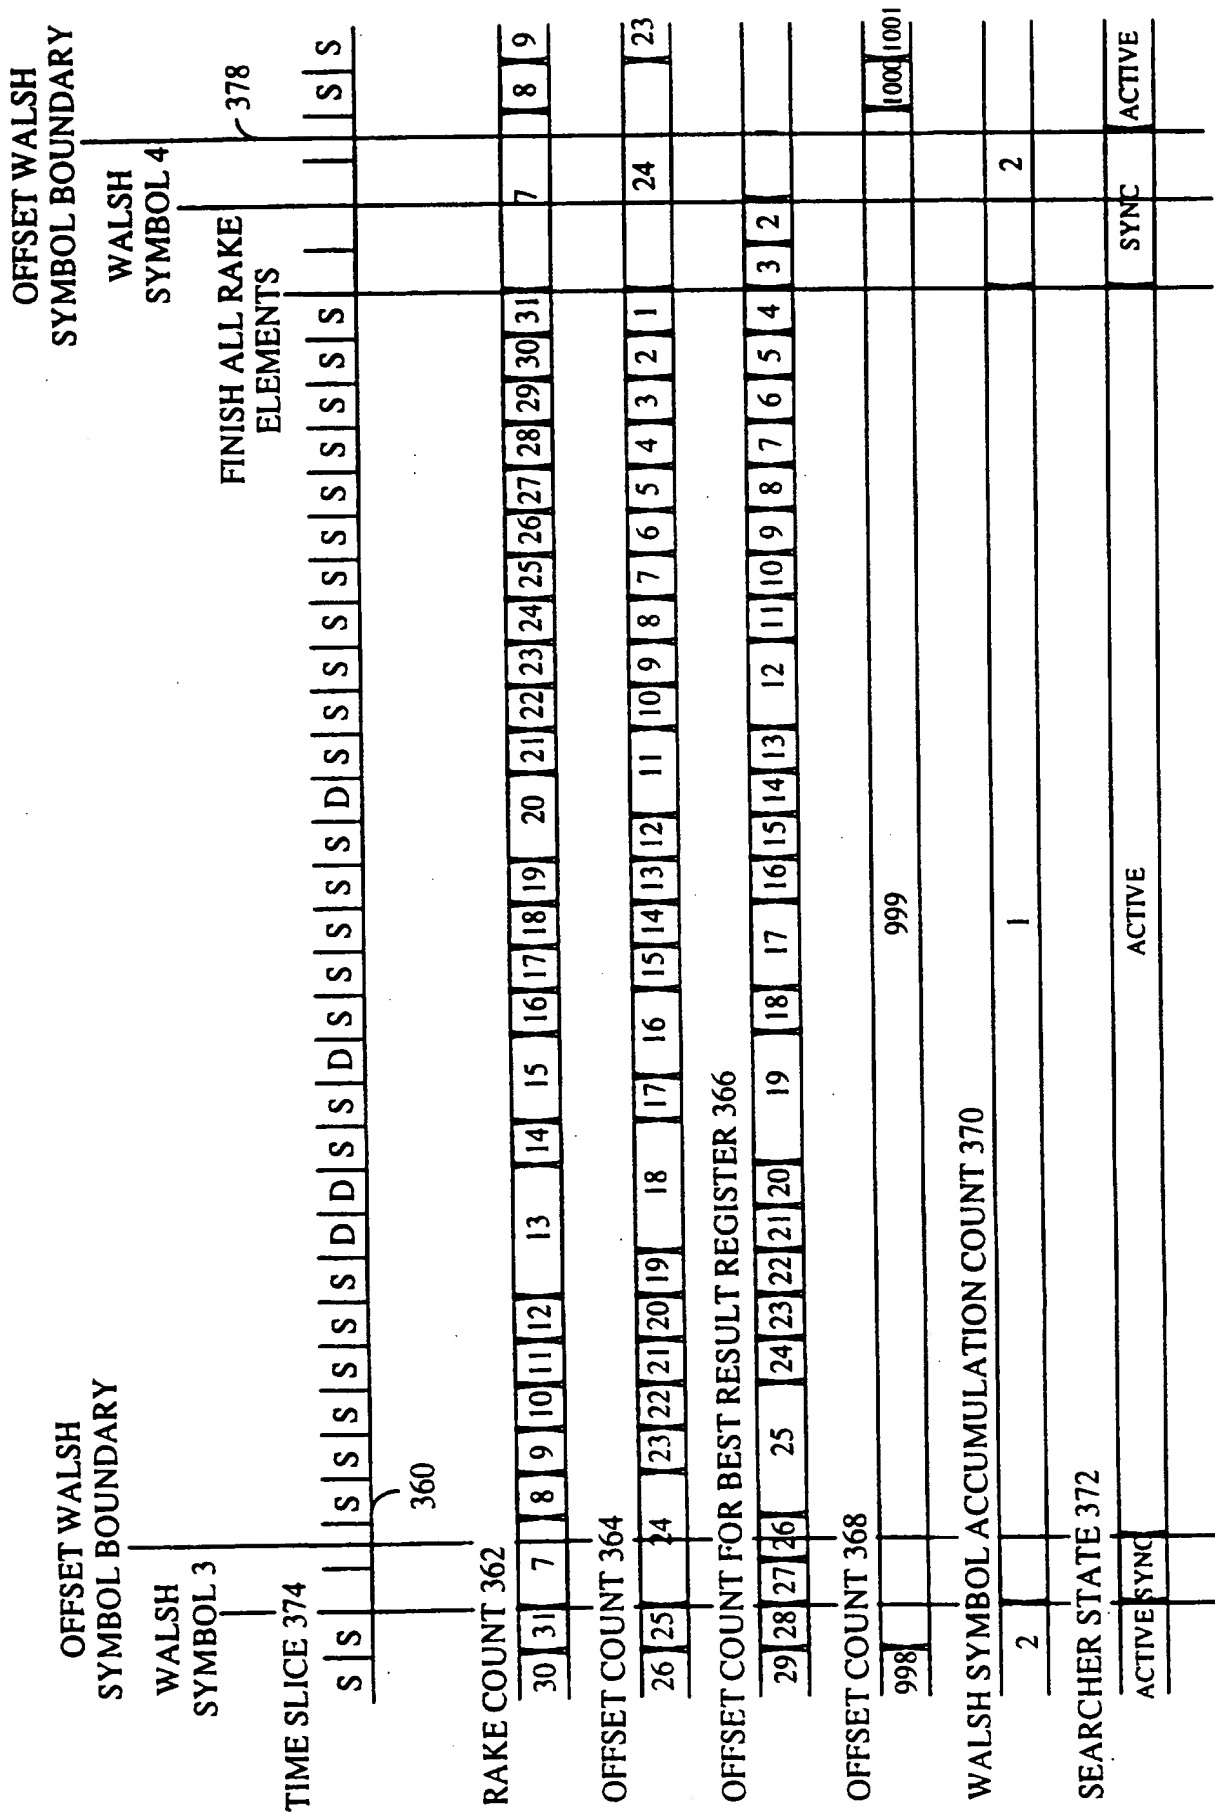 OFFSET WALSH
SYMBOL BOUNDARY
WALSH
SYMBOL 3
OFFSET WALSH
SYMBOL BOUNDARY
WALSH
SYMBOL 4
378
FINISH ALL RAKE
ELEMENTS
TIME SLICE 374
S S S S S S S S D D S S D S S S S S D S S S S S S S S S S S S S
360
RAKE COUNT 362
30 31 7 8 9 10 11 12 13 14 15 16 17 18 19 20 21 22 23 24 25 26 27 28 29 30 31 7 8 9
OFFSET COUNT 364
26 25 24 23 22 21 20 19 18 17 16 15 14 13 12 11 10 9 8 7 6 5 4 3 2 1 24 23
OFFSET COUNT FOR BEST RESULT REGISTER 366
29 28 27 26 25 24 23 22 21 20 19 18 17 16 15 14 13 12 11 10 9 8 7 6 5 4 3 2
OFFSET COUNT 368
998 999 1000 1001
WALSH SYMBOL ACCUMULATION COUNT 370
2 1 2
SEARCHER STATE 372
ACTIVE SYNC ACTIVE SYNC ACTIVE